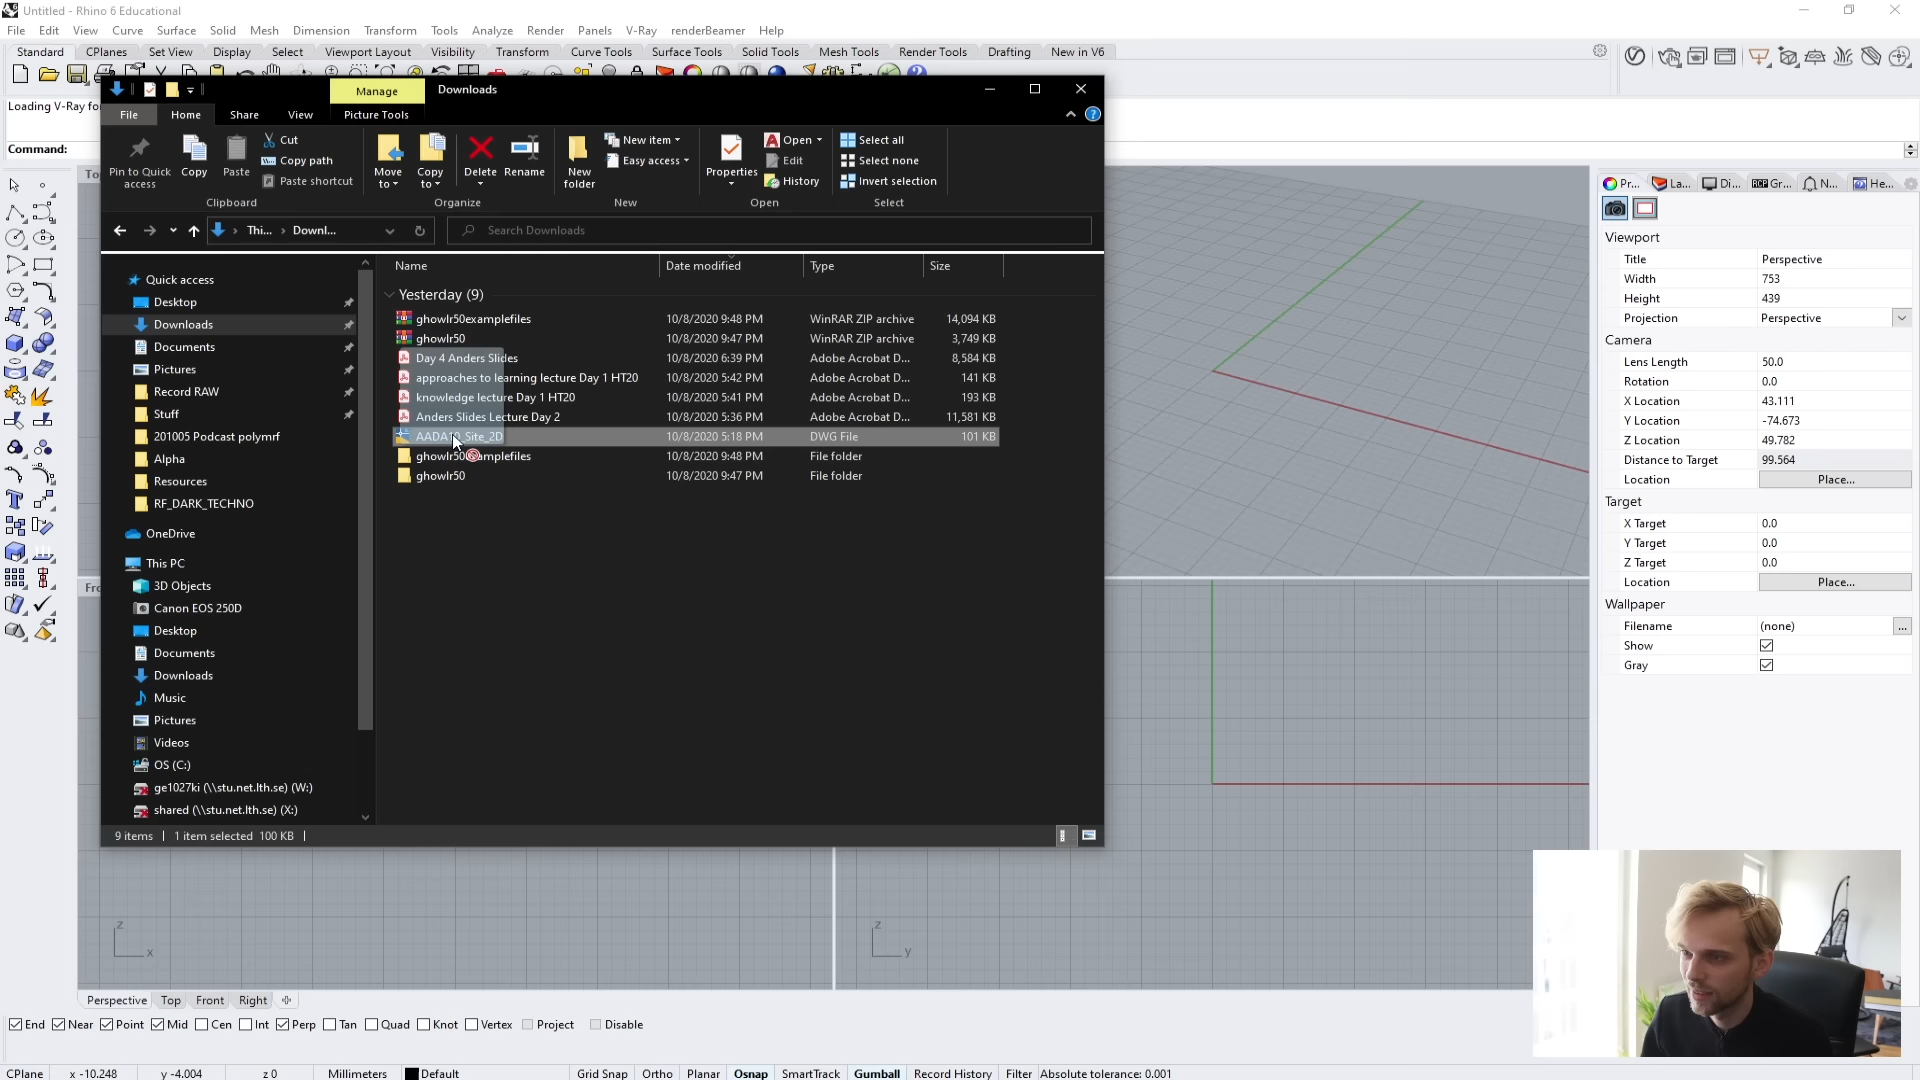 Untitled - Rhino 6 Educational
File Edit View Curve Surface Solid Mesh Dimension Transform Tools Analyze Render Panels V-Ray renderBeamer Help
Standard CPlanes Set View Display Select Viewport Layout Visibility Transform Curve Tools Surface Tools Solid Tools Mesh Tools Render Tools Drafting New in V6
Loading V-Ray fo
Command:
Manage Downloads
File Home Share View Picture Tools
Pin to Quick access
Copy
Paste
Cut
Copy path
Paste shortcut
Clipboard
Move to
Copy to
Delete
Rename
Organize
New folder
New item
Easy access
New
Properties
Open
Edit
History
Open
Select all
Select none
Invert selection
Select
Thi... Downl...
Search Downloads
Quick access
Desktop
Downloads
Documents
Pictures
Record RAW
Stuff
201005 Podcast polymrf
Alpha
Resources
RF_DARK_TECHNO
OneDrive
This PC
3D Objects
Canon EOS 250D
Desktop
Documents
Downloads
Music
Pictures
Videos
OS (C:)
ge1027ki (\\stu.net.lth.se) (W:)
shared (\\stu.net.lth.se) (X:)
Name Date modified Type Size
Yesterday (9)
ghowlr50examplefiles 10/8/2020 9:48 PM WinRAR ZIP archive 14,094 KB
ghowlr50 10/8/2020 9:47 PM WinRAR ZIP archive 3,749 KB
Day 4 Anders Slides 10/8/2020 6:39 PM Adobe Acrobat D... 8,584 KB
approaches to learning lecture Day 1 HT20 10/8/2020 5:42 PM Adobe Acrobat D... 141 KB
knowledge lecture Day 1 HT20 10/8/2020 5:41 PM Adobe Acrobat D... 193 KB
Anders Slides Lecture Day 2 10/8/2020 5:36 PM Adobe Acrobat D... 11,581 KB
10/8/2020 5:18 PM DWG File 101 KB
10/8/2020 9:48 PM File folder
ghowlr50 10/8/2020 9:47 PM File folder
9 items 1 item selected 100 KB
Pr... La... Di... Gr... N... He...
Viewport
Title Perspective
Width 753
Height 439
Projection Perspective
Camera
Lens Length 50.0
Rotation 0.0
X Location 43.111
Y Location -74.673
Z Location 49.782
Distance to Target 99.564
Location Place...
Target
X Target 0.0
Y Target 0.0
Z Target 0.0
Location Place...
Wallpaper
Filename (none) ...
Show
Gray
z
x
z
y
Perspective Top Front Right
End Near Point Mid Cen Int Perp Tan Quad Knot Vertex Project Disable
CPlane x -10.248 y -4.004 z 0 Millimeters Default Grid Snap Ortho Planar Osnap SmartTrack Gumball Record History Filter Absolute tolerance: 0.001